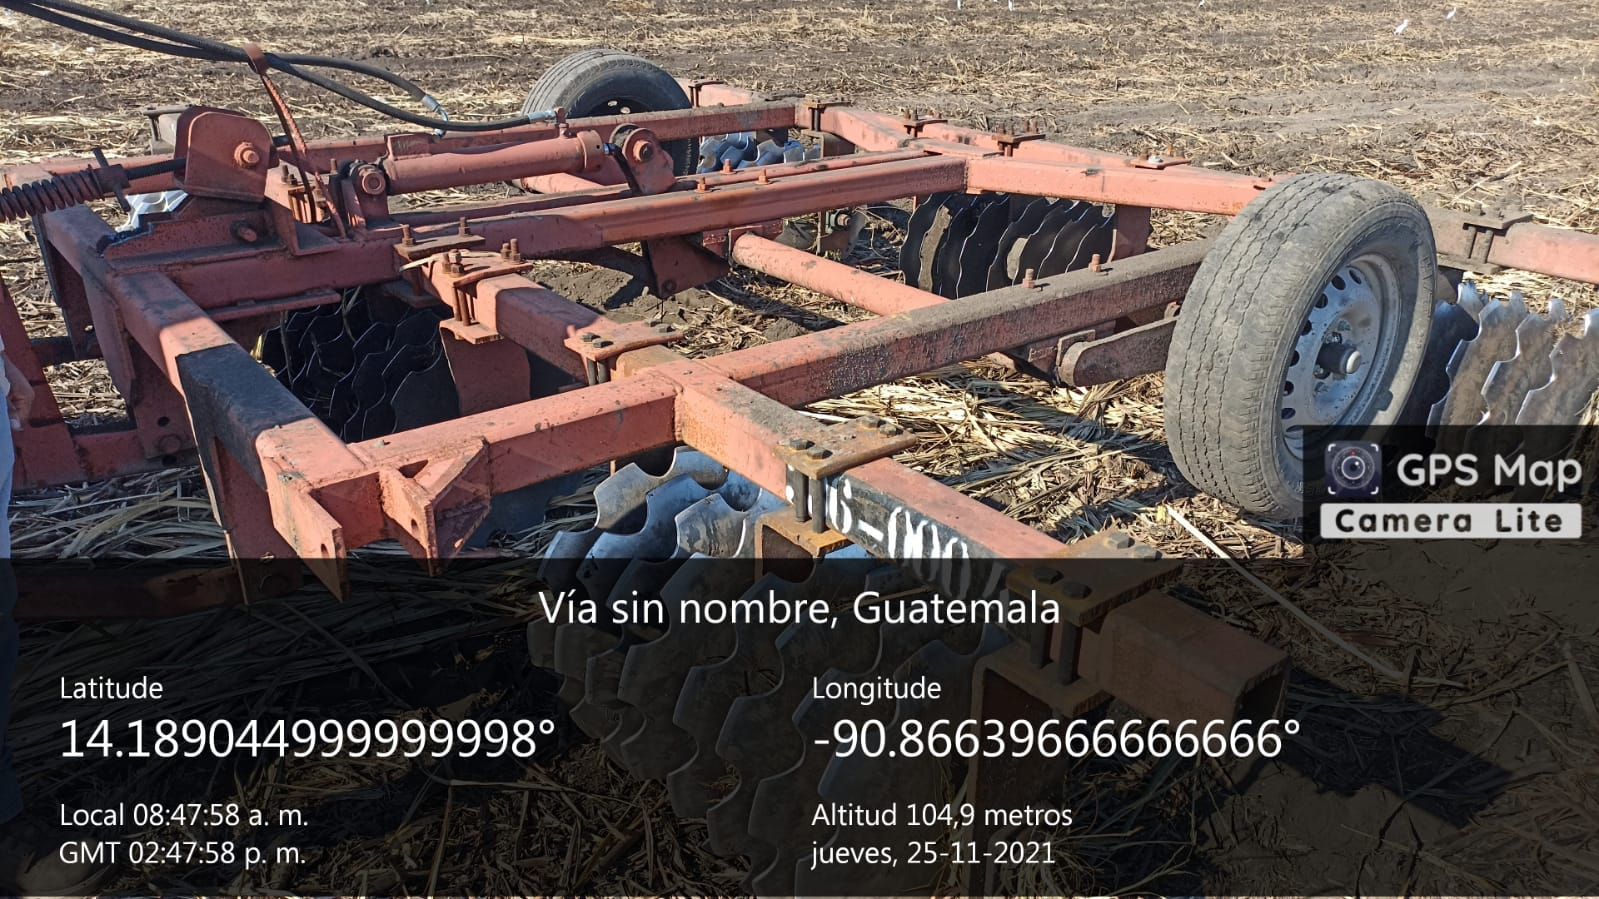 GPS Map
Camera Lite
Vía sin nombre, Guatemala
Latitude
14.189044999999998°
Longitude
-90.86639666666666°
Local 08:47:58 a. m.
GMT 02:47:58 p. m.
Altitud 104,9 metros
jueves, 25-11-2021